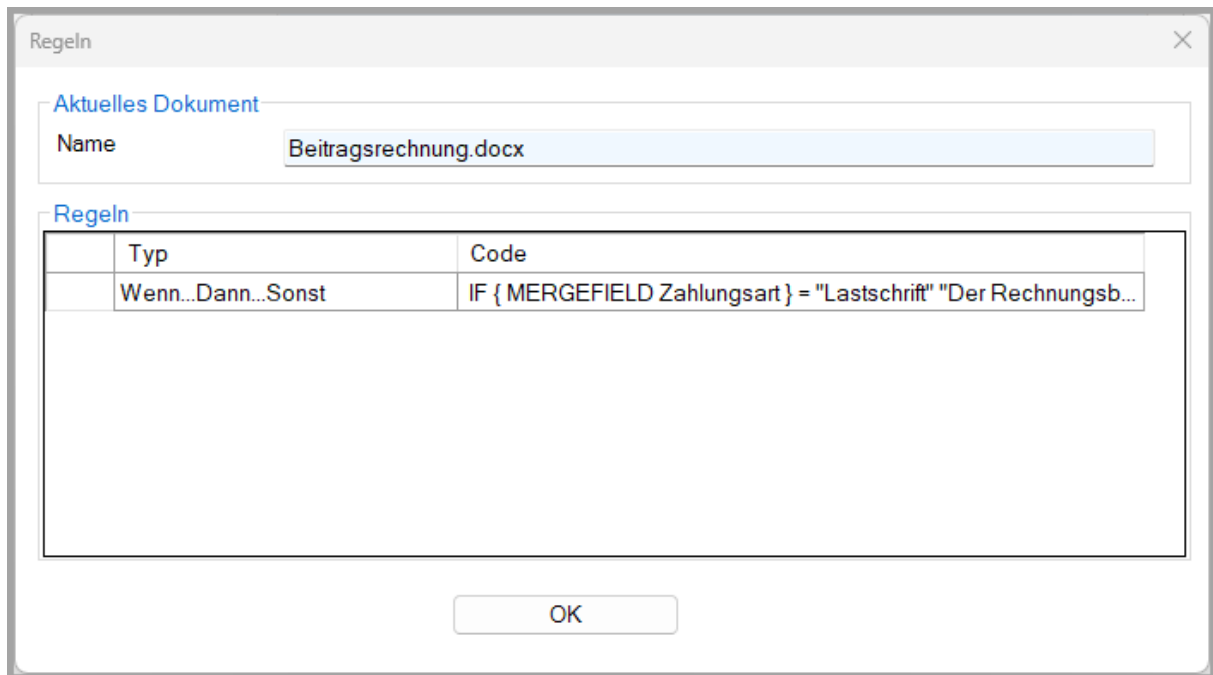 Regeln
Aktuelles Dokument
Name Beitragsrechnung.docx
Regeln
Typ Code
Wenn...Dann...Sonst IF { MERGEFIELD Zahlungsart } = "Lastschrift" "Der Rechnungsb...
OK